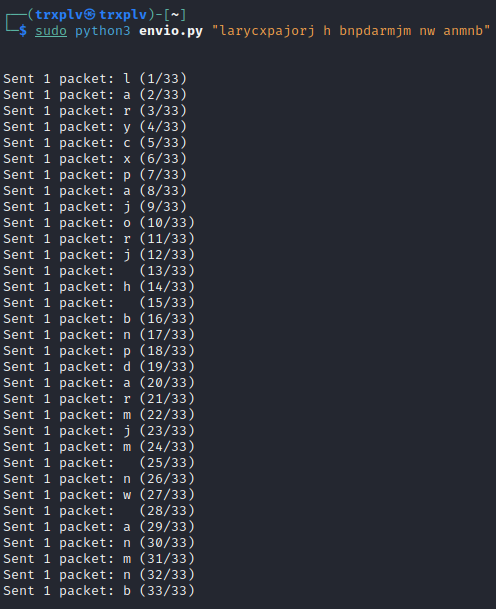 ┌──(trxplv㉿trxplv)-[~]
└─$ sudo python3 envio.py "larycxpajorj h bnpdarmjm nw anmnb"
Sent 1 packet: l (1/33)
Sent 1 packet: a (2/33)
Sent 1 packet: r (3/33)
Sent 1 packet: y (4/33)
Sent 1 packet: c (5/33)
Sent 1 packet: x (6/33)
Sent 1 packet: p (7/33)
Sent 1 packet: a (8/33)
Sent 1 packet: j (9/33)
Sent 1 packet: o (10/33)
Sent 1 packet: r (11/33)
Sent 1 packet: j (12/33)
Sent 1 packet:   (13/33)
Sent 1 packet: h (14/33)
Sent 1 packet:   (15/33)
Sent 1 packet: b (16/33)
Sent 1 packet: n (17/33)
Sent 1 packet: p (18/33)
Sent 1 packet: d (19/33)
Sent 1 packet: a (20/33)
Sent 1 packet: r (21/33)
Sent 1 packet: m (22/33)
Sent 1 packet: j (23/33)
Sent 1 packet: m (24/33)
Sent 1 packet:   (25/33)
Sent 1 packet: n (26/33)
Sent 1 packet: w (27/33)
Sent 1 packet:   (28/33)
Sent 1 packet: a (29/33)
Sent 1 packet: n (30/33)
Sent 1 packet: m (31/33)
Sent 1 packet: n (32/33)
Sent 1 packet: b (33/33)